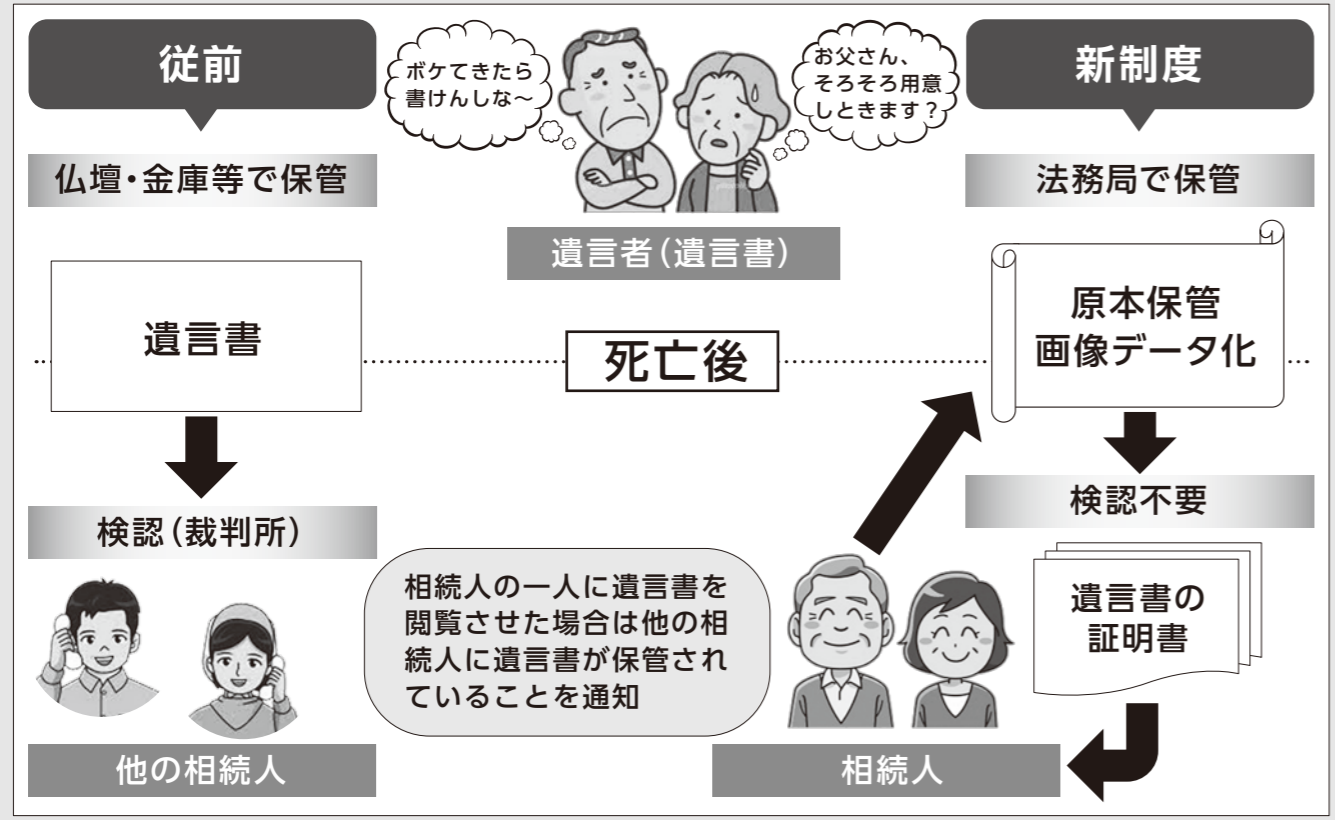 従前
ボケてきたら
書けんしな～
お父さん、
そろそろ用意
しときます？
新制度
仏壇・金庫等で保管
法務局で保管
遺言者（遺言書）
遺言書
死亡後
原本保管
画像データ化
検認（裁判所）
検認不要
相続人の一人に遺言書を
閲覧させた場合は他の相
続人に遺言書が保管され
ていることを通知
遺言書の
証明書
他の相続人
相続人